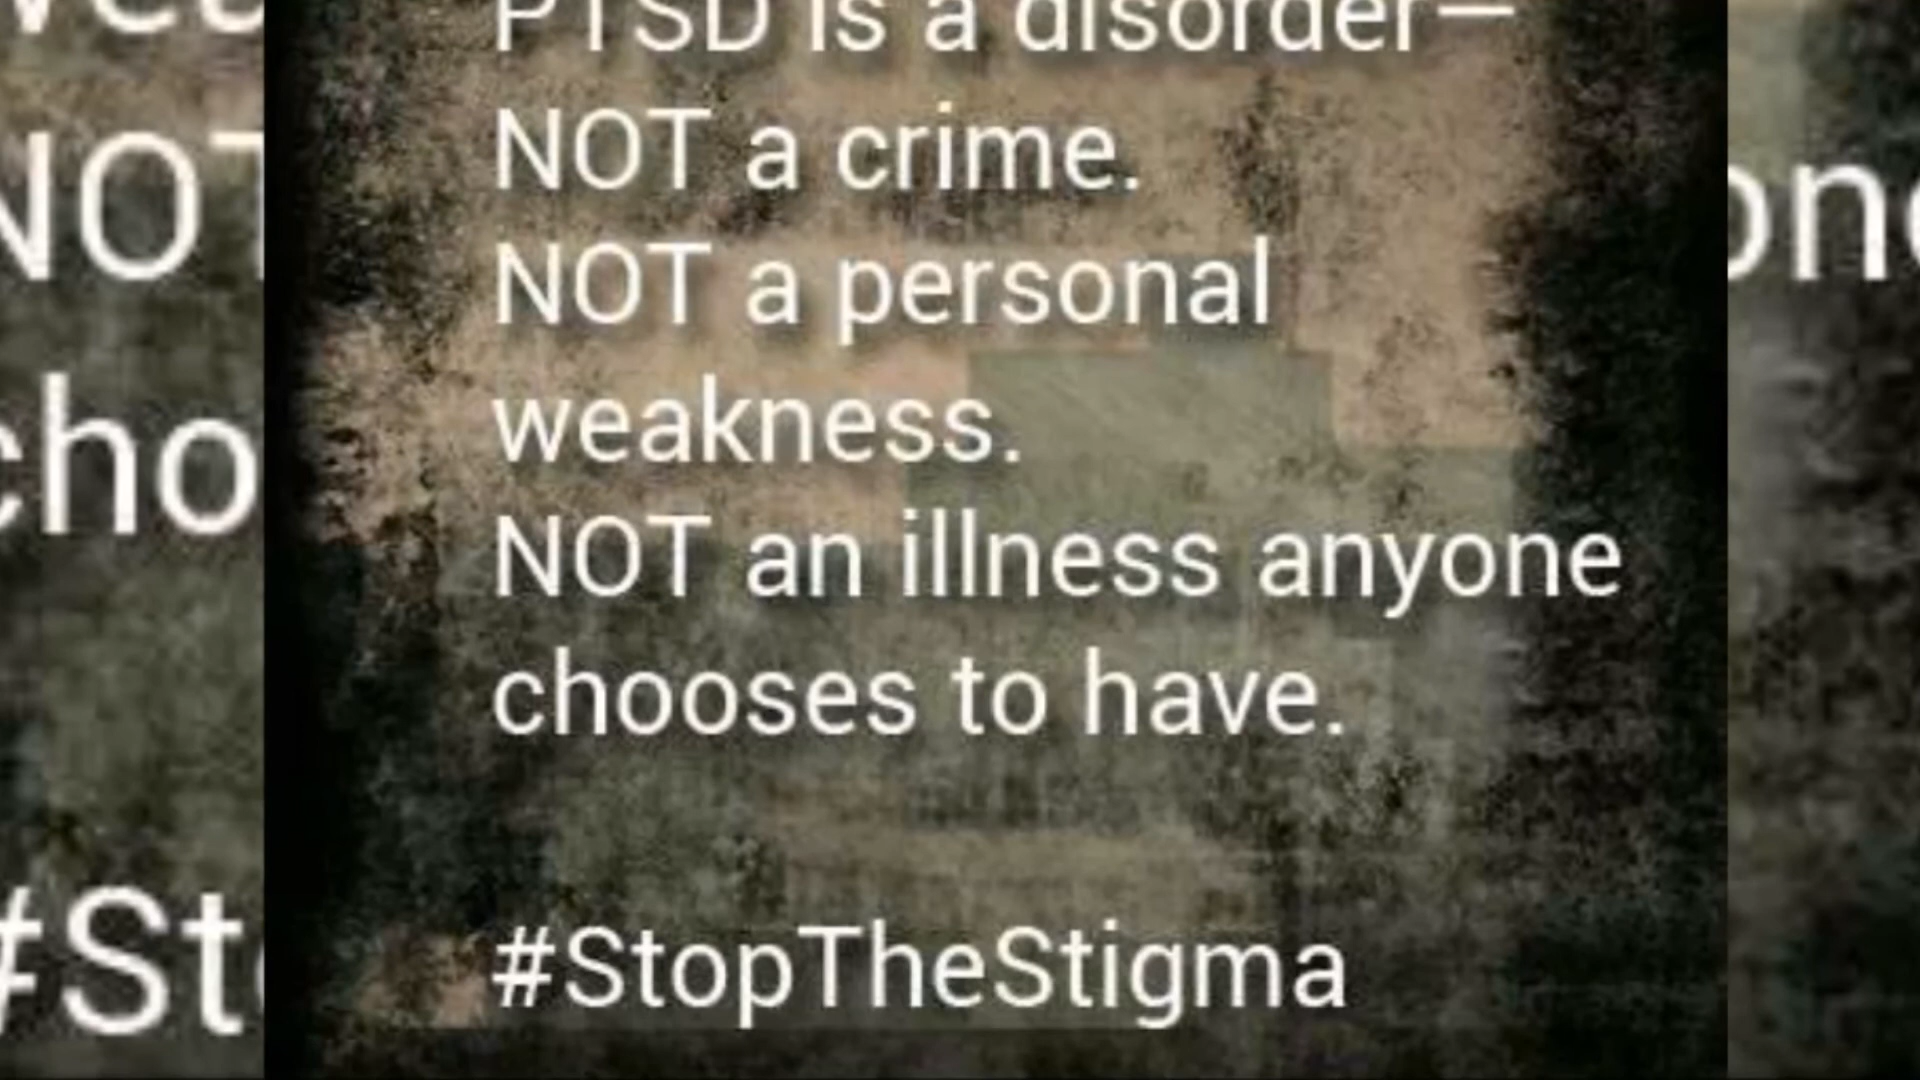 PTSD is a disorder—
NOT a crime.
NOT a personal
weakness.
NOT an illness anyone
chooses to have.
#StopTheStigma